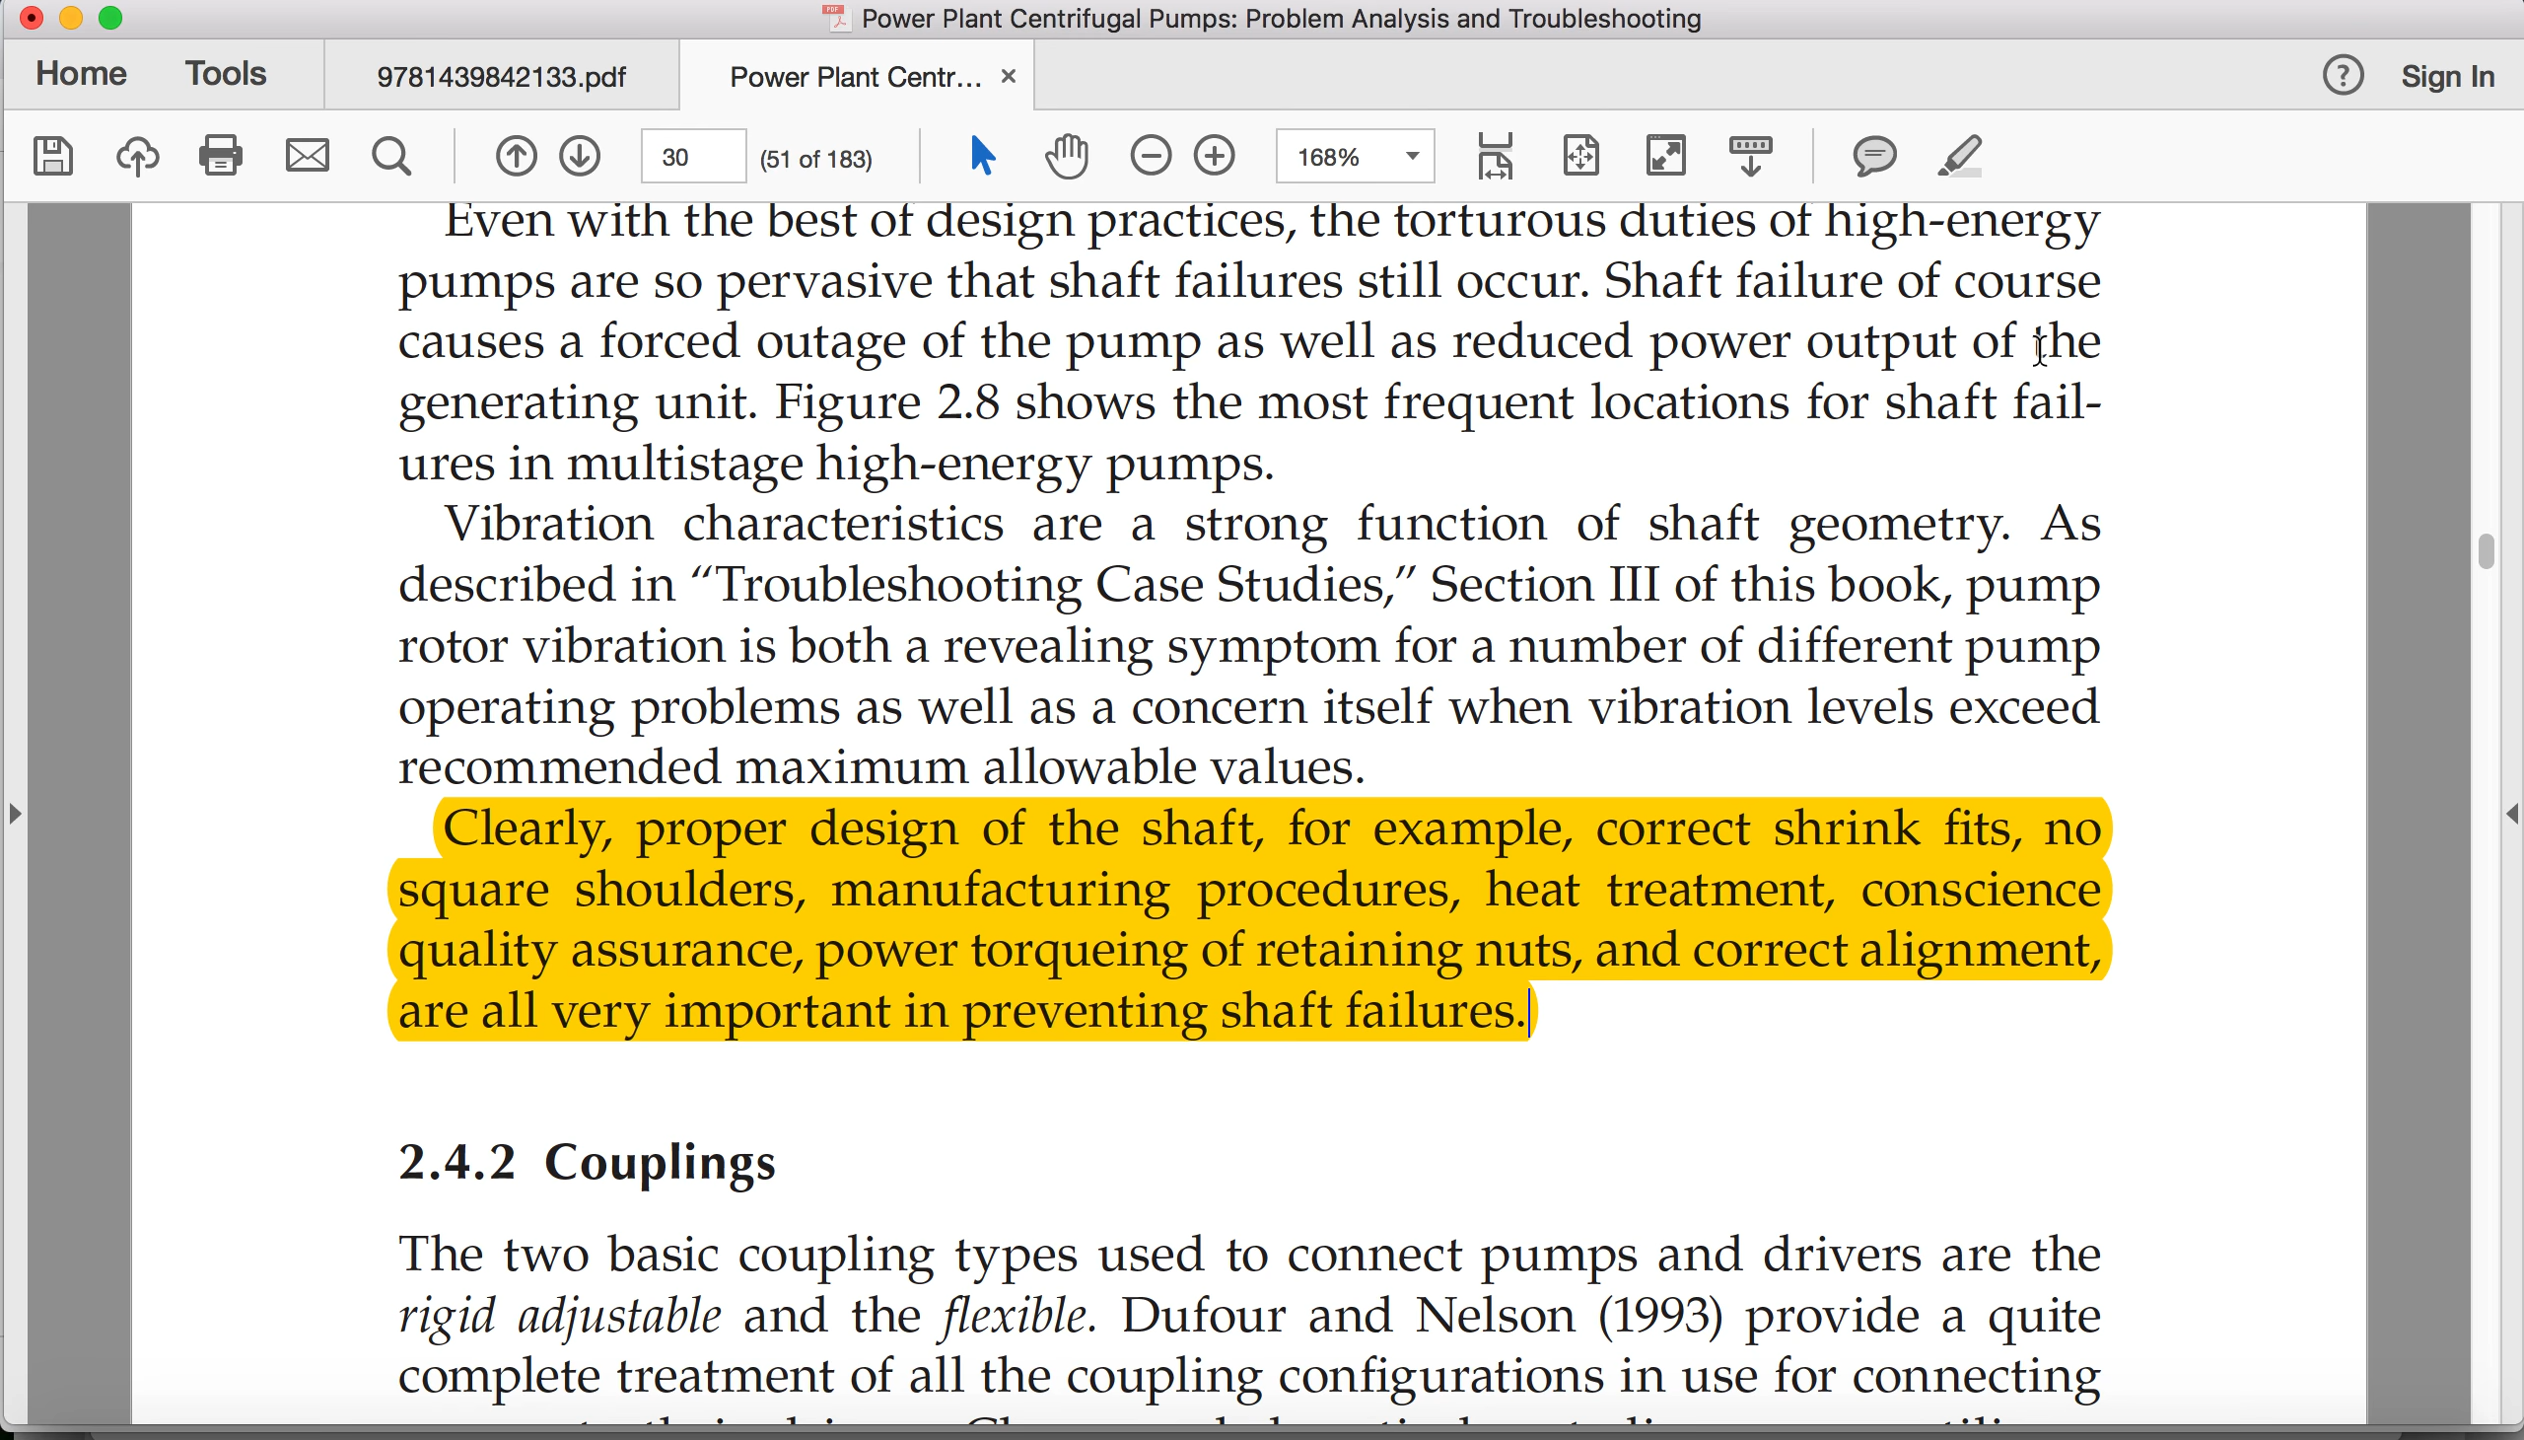 Power Plant Centrifugal Pumps: Problem Analysis and Troubleshooting
Home Tools 9781439842133.pdf Power Plant Centr... × ? Sign In
30 (51 of 183) 168%
Even with the best of design practices, the torturous duties of high-energy
pumps are so pervasive that shaft failures still occur. Shaft failure of course
causes a forced outage of the pump as well as reduced power output of the
generating unit. Figure 2.8 shows the most frequent locations for shaft fail-
ures in multistage high-energy pumps.
Vibration characteristics are a strong function of shaft geometry. As
described in “Troubleshooting Case Studies,” Section III of this book, pump
rotor vibration is both a revealing symptom for a number of different pump
operating problems as well as a concern itself when vibration levels exceed
recommended maximum allowable values.
Clearly, proper design of the shaft, for example, correct shrink fits, no
square shoulders, manufacturing procedures, heat treatment, conscience
quality assurance, power torqueing of retaining nuts, and correct alignment,
are all very important in preventing shaft failures.
2.4.2 Couplings
The two basic coupling types used to connect pumps and drivers are the
rigid adjustable and the flexible. Dufour and Nelson (1993) provide a quite
complete treatment of all the coupling configurations in use for connecting